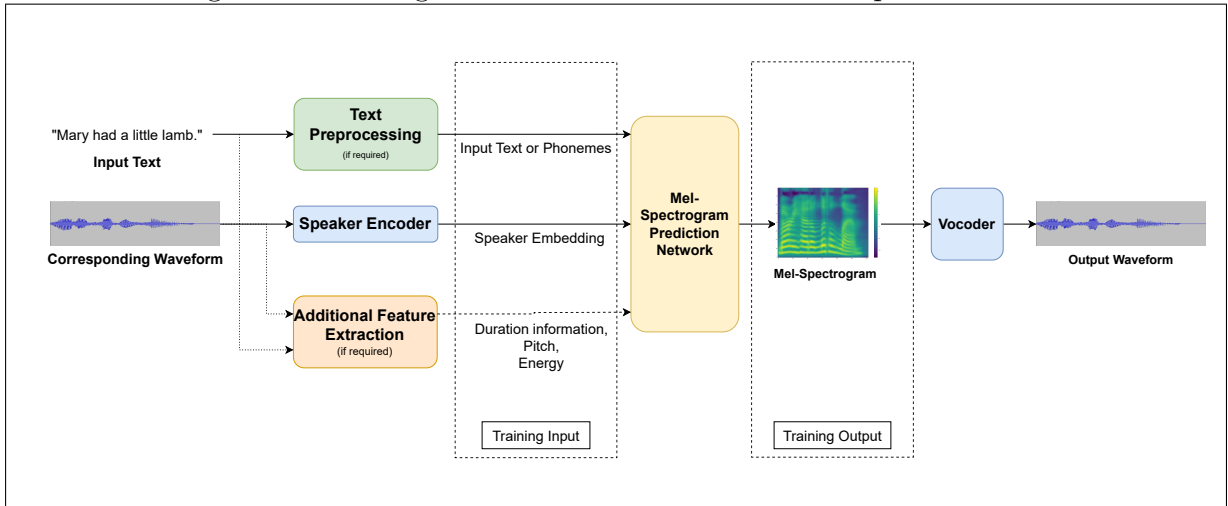 "Mary had a little lamb."
Input Text
Corresponding Waveform
Text
Preprocessing
(if required)
Speaker Encoder
Additional Feature
Extraction
(if required)
Input Text or Phonemes
Speaker Embedding
Duration information,
Pitch,
Energy
Training Input
Mel-
Spectrogram
Prediction
Network
Mel-Spectrogram
Training Output
Vocoder
Output Waveform